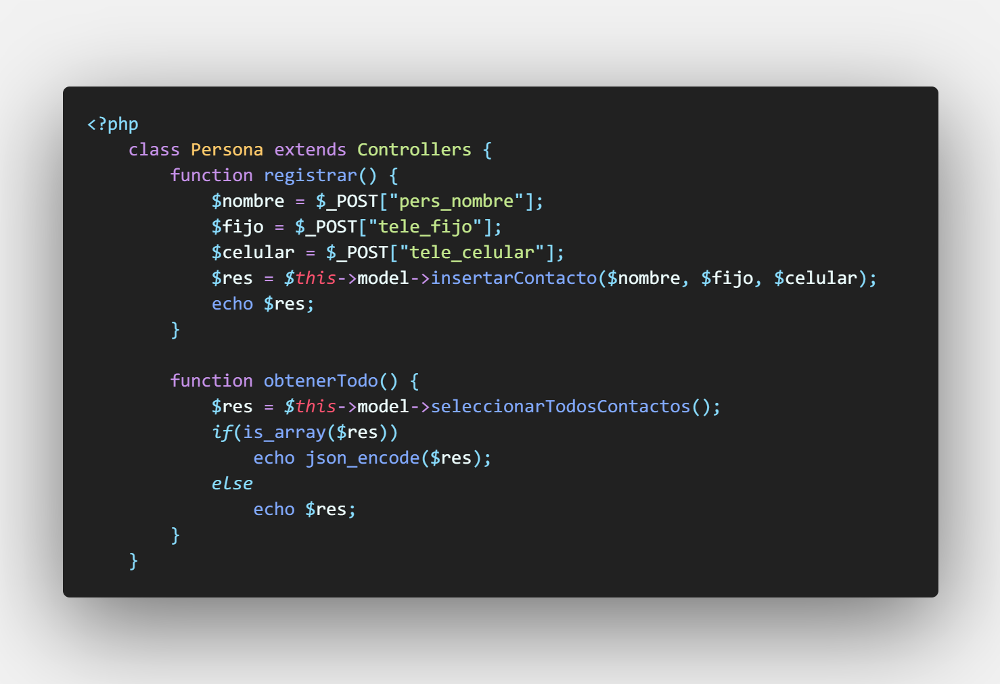 <?php
    class Persona extends Controllers {
        function registrar() {
            $nombre = $_POST["pers_nombre"];
            $fijo = $_POST["tele_fijo"];
            $celular = $_POST["tele_celular"];
            $res = $this->model->insertarContacto($nombre, $fijo, $celular);
            echo $res;
        }

        function obtenerTodo() {
            $res = $this->model->seleccionarTodosContactos();
            if(is_array($res))
                echo json_encode($res);
            else
                echo $res;
        }
    }